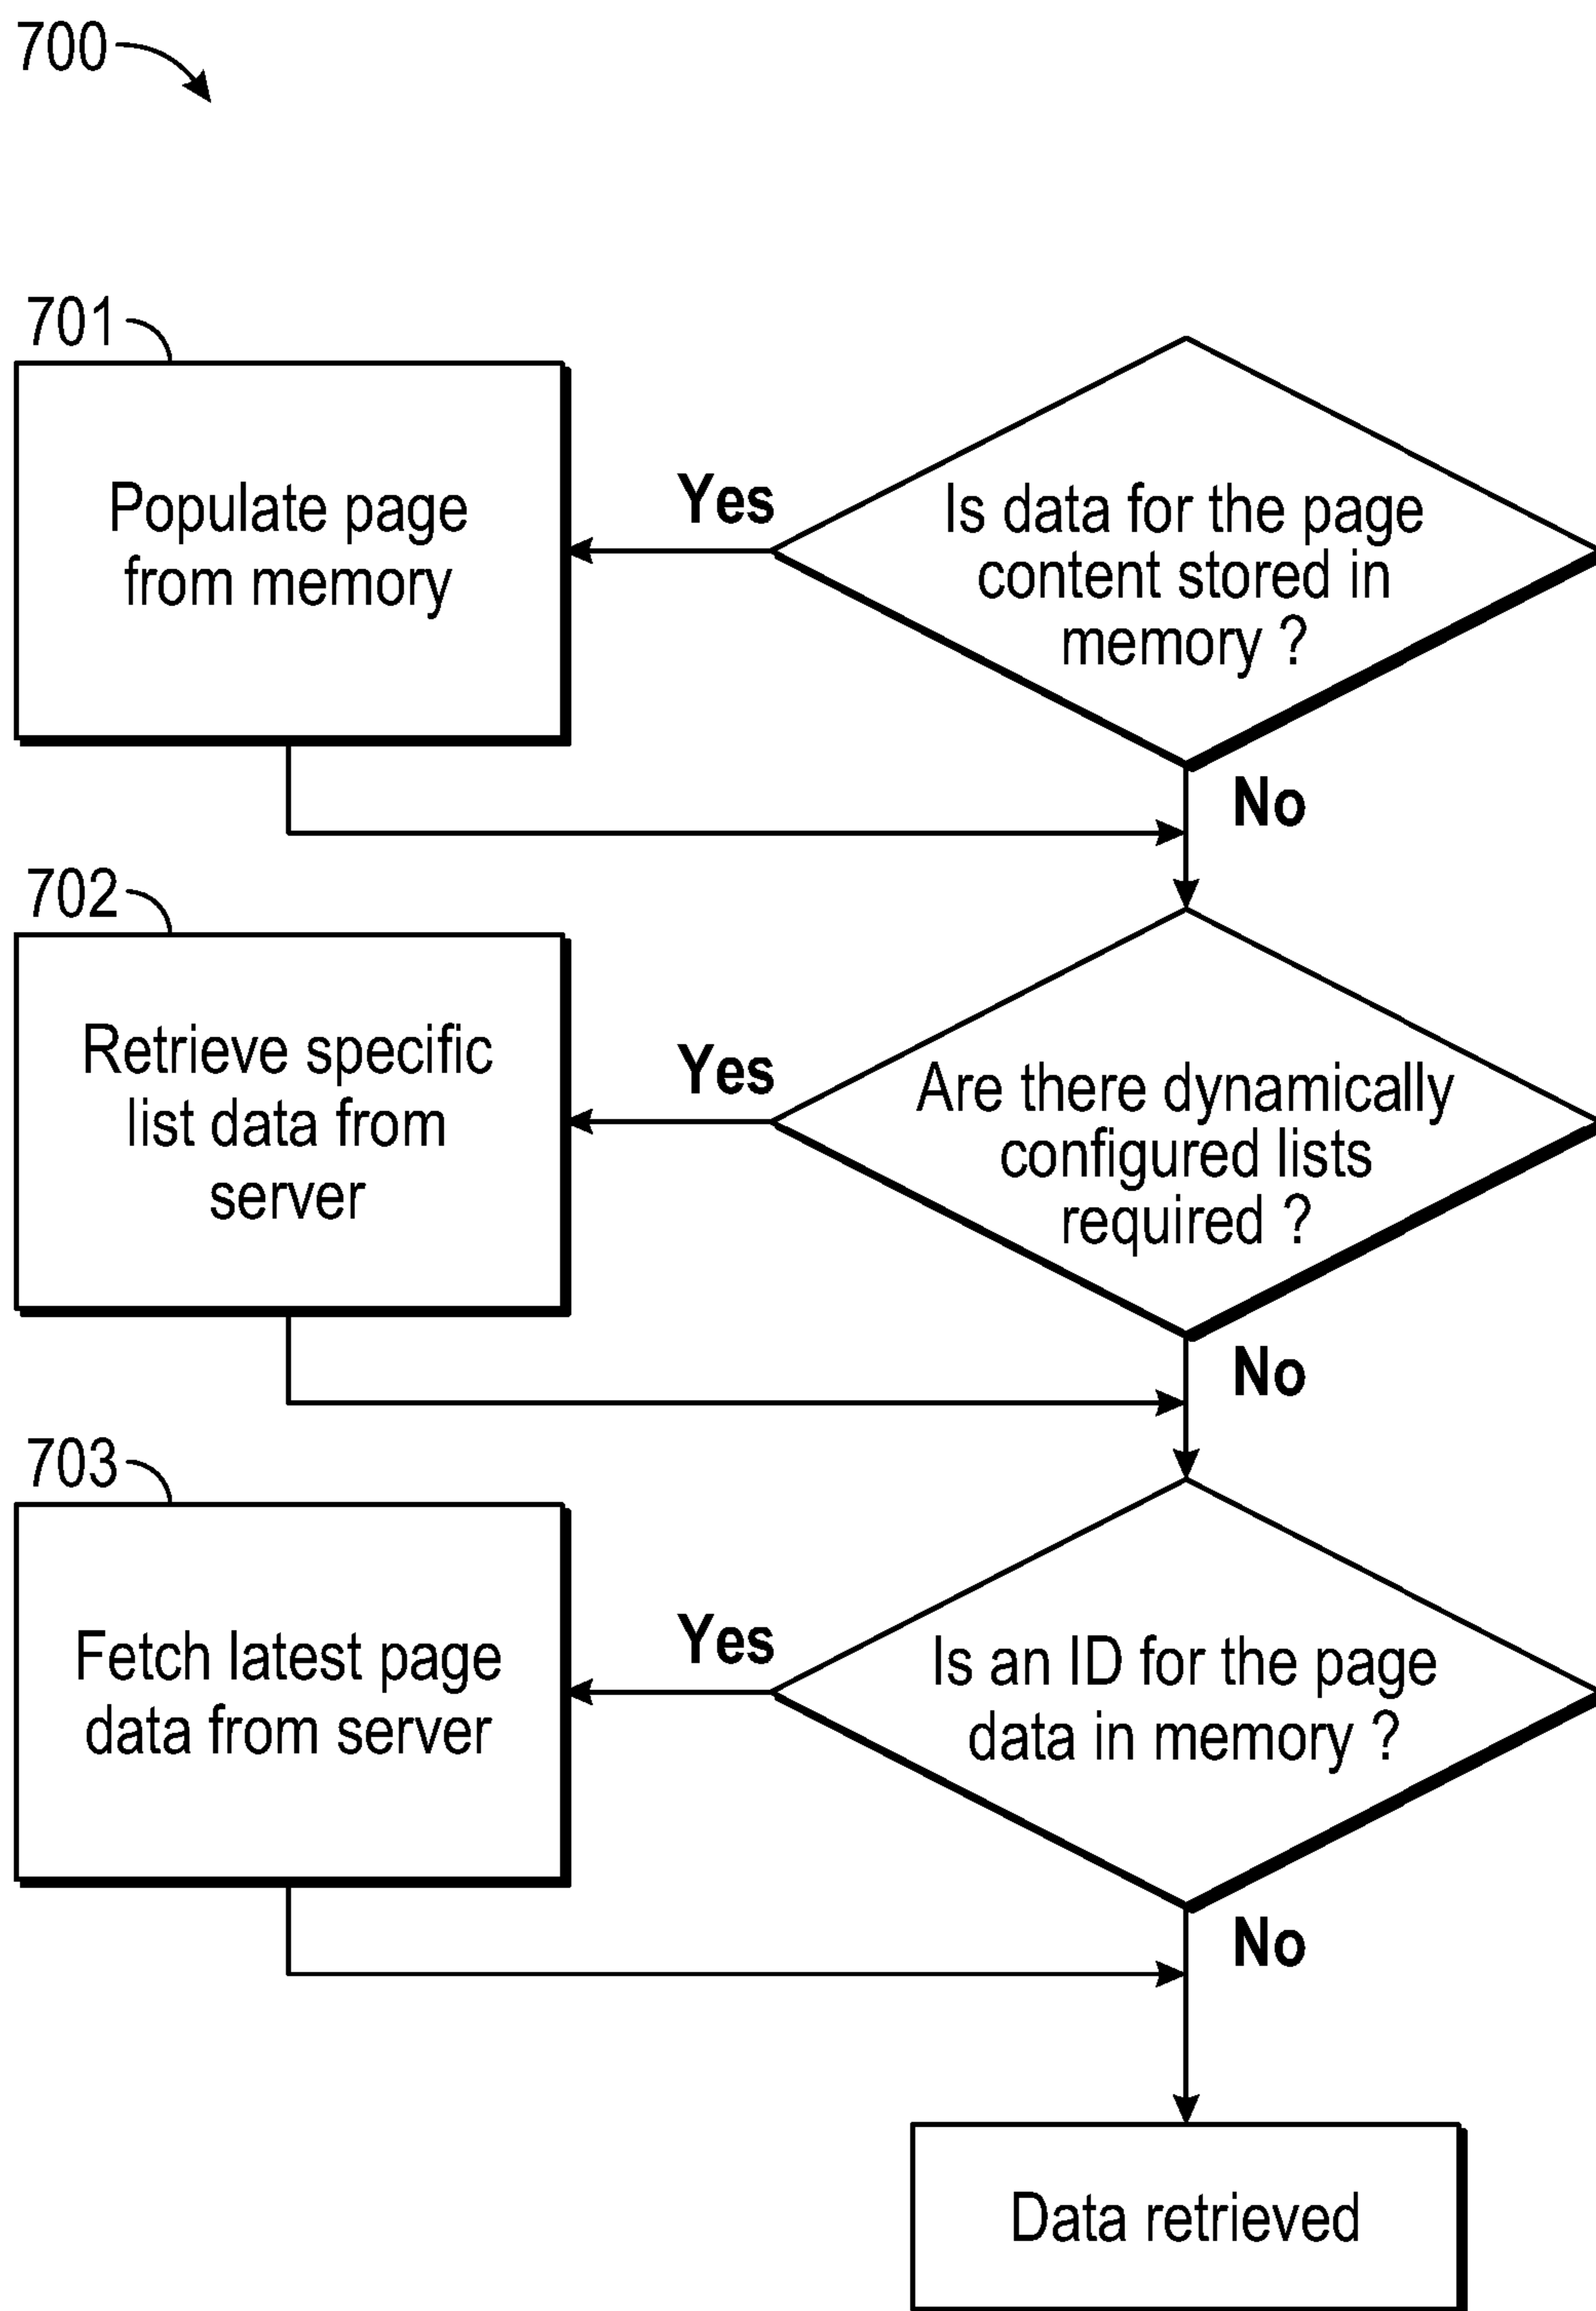 700
701
Populate page
from memory
Yes
Is data for the page
content stored in
memory ?
No
702
Retrieve specific
list data from
server
Yes
Are there dynamically
configured lists
required ?
No
703
Fetch latest page
data from server
Yes
Is an ID for the page
data in memory ?
No
Data retrieved